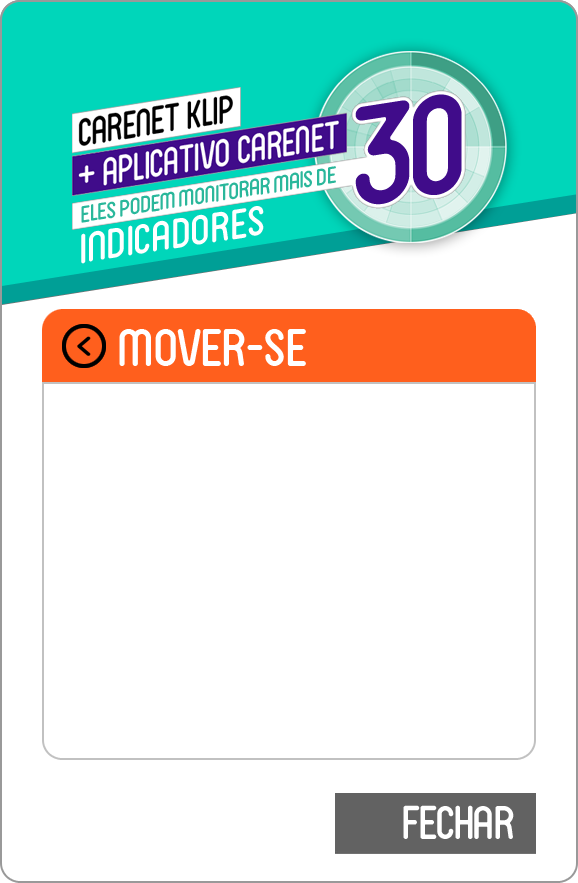 CARENET KLIP
+ APLICATIVO CARENET
ELES PODEM MONITORAR MAIS DE
30
INDICADORES
MOVER-SE
FECHAR